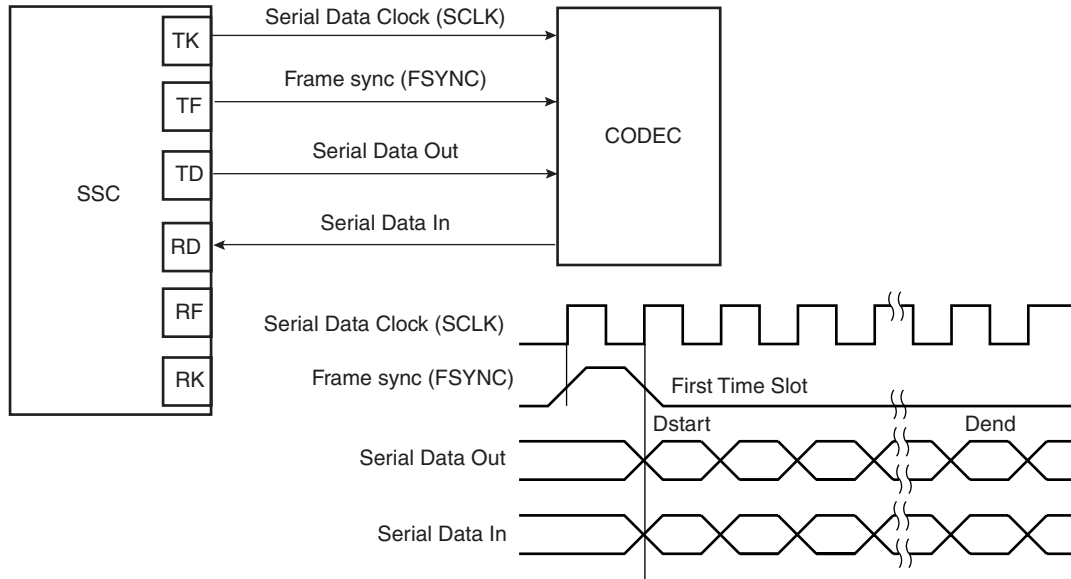 Serial Data Clock (SCLK)
TK
Frame sync (FSYNC)
TF
CODEC
Serial Data Out
TD
SSC
Serial Data In
RD
RF
Serial Data Clock (SCLK)
RK
Frame sync (FSYNC)
First Time Slot
Dstart
Dend
Serial Data Out
Serial Data In